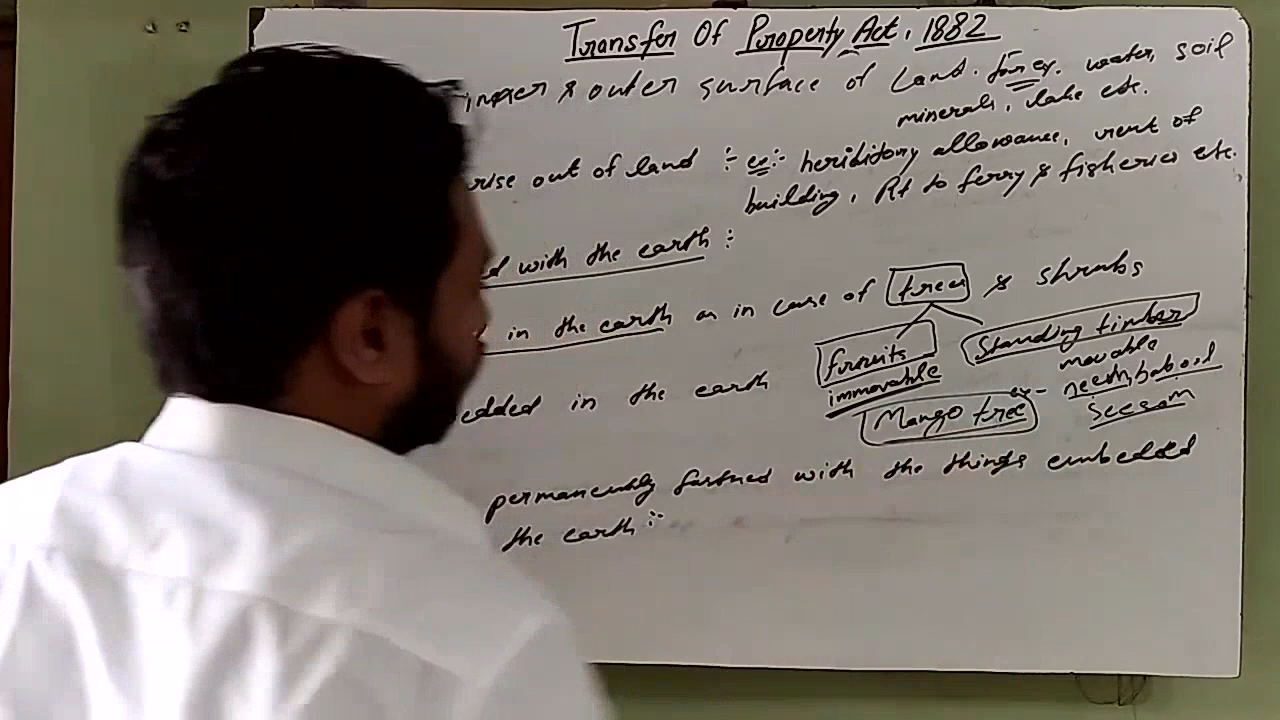 Transfer Of Property Act, 1882
inner & outer surface of Land. for ex. water, soil
minerals, lake etc.
rise out of land :- ex:- heriditory allowance, rent of
building, Rt to ferry & fisheries etc.
with the earth :
in the earth as in case of trees & shrubs
fruits
immovable
Standing timber
movable
ex- neem, babool
Seesam
Mango tree
edded in the earth
permanently fastned with the things embedded
the earth :-